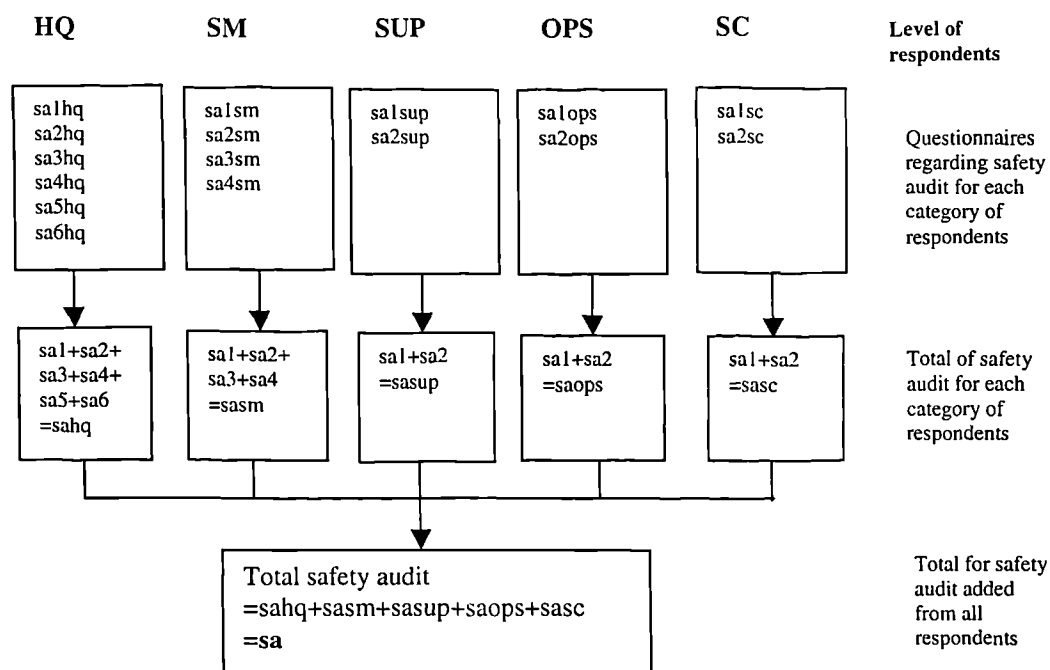 HQ SM SUP OPS SC Level of
respondents
sa1hq
sa2hq
sa3hq
sa4hq
sa5hq
sa6hq
sa1sm
sa2sm
sa3sm
sa4sm
sa1sup
sa2sup
sa1ops
sa2ops
sa1sc
sa2sc
Questionnaires
regarding safety
audit for each
category of
respondents
sa1+sa2+
sa3+sa4+
sa5+sa6
=sahq
sa1+sa2+
sa3+sa4
=sasm
sa1+sa2
=sasup
sa1+sa2
=saops
sa1+sa2
=sasc
Total of safety
audit for each
category of
respondents
Total safety audit
=sahq+sasm+sasup+saops+sasc
=sa
Total for safety
audit added
from all
respondents